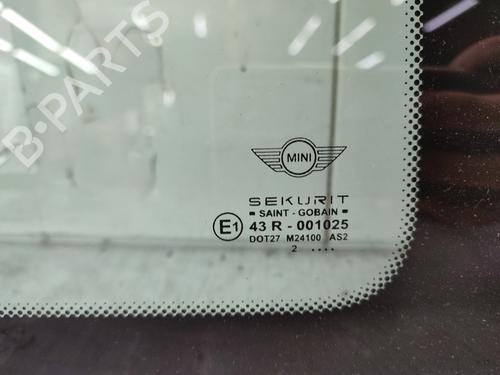 B-PARTS
MINI
SEKURIT
SAINT - GOBAIN
E1 43 R - 001025
DOT27 M24100 AS2
2 ....